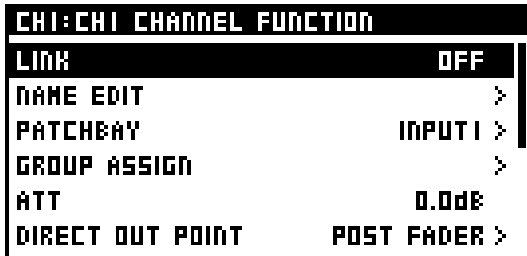 CH1:CH1 CHANNEL FUNCTION
LINK OFF
NAME EDIT >
PATCHBAY INPUT1 >
GROUP ASSIGN >
ATT 0.0dB
DIRECT OUT POINT POST FADER >